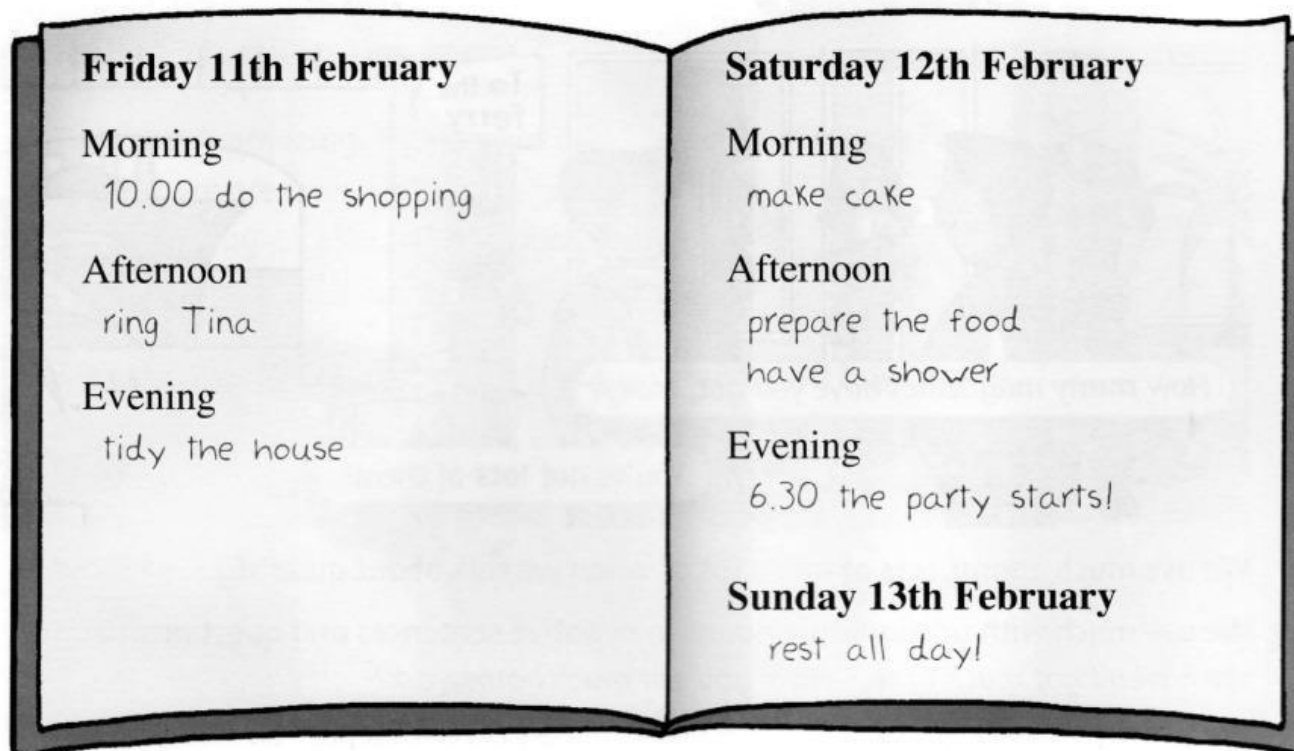 Friday 11th February
Morning
10.00 do the shopping
Afternoon
ring Tina
Evening
tidy the house
Saturday 12th February
Morning
make cake
Afternoon
prepare the food
have a shower
Evening
6.30 the party starts!
Sunday 13th February
rest all day!